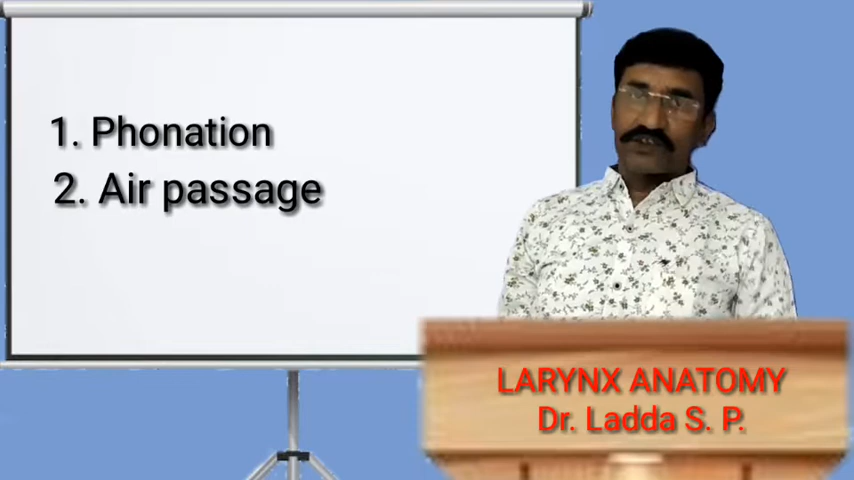 1. Phonation
2. Air passage
LARYNX ANATOMY
Dr. Ladda S. P.